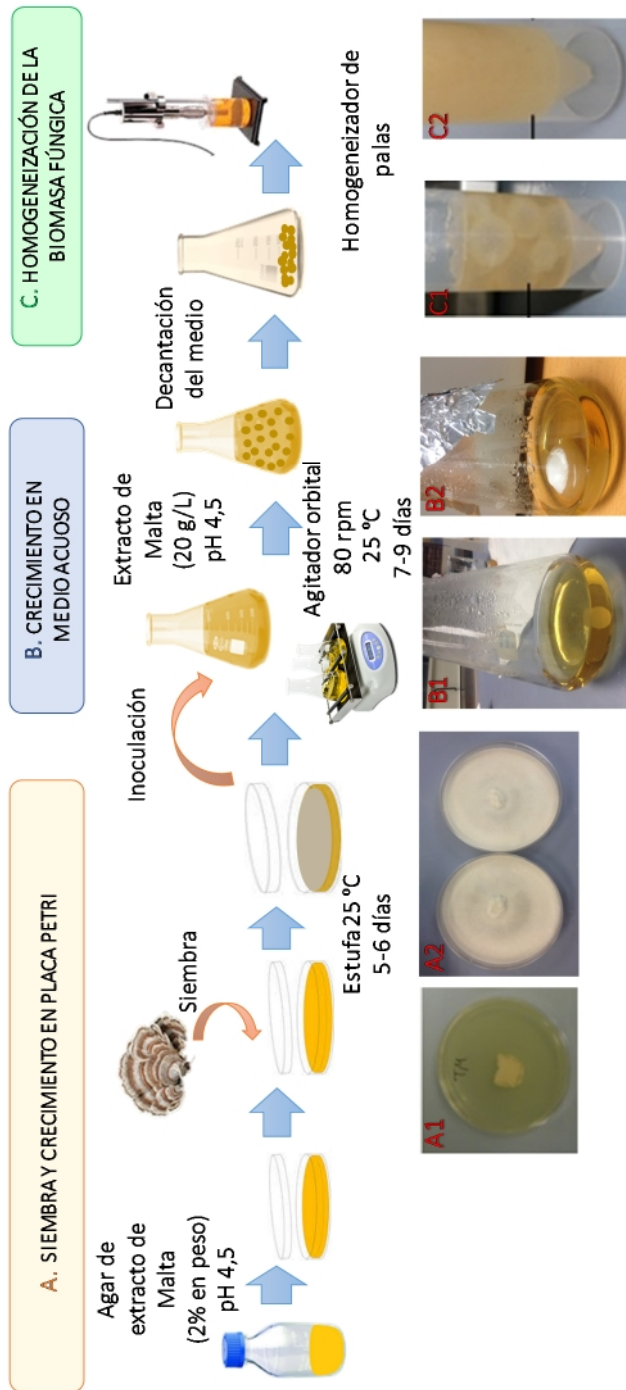 A. SIEMBRA Y CRECIMIENTO EN PLACA PETRI
B. CRECIMIENTO EN
MEDIO ACUOSO
C. HOMOGENEIZACIÓN DE LA
BIOMASA FÚNGICA
Agar de
extracto de
Malta
(2% en peso)
pH 4,5
Siembra
Estufa 25 ºC
5-6 días
Inoculación
Extracto de
Malta
(20 g/L)
pH 4,5
Agitador orbital
80 rpm
25 ºC
7-9 días
Decantación
del medio
Homogeneizador de
palas
A1
TM
A2
B1
B2
C1
C2